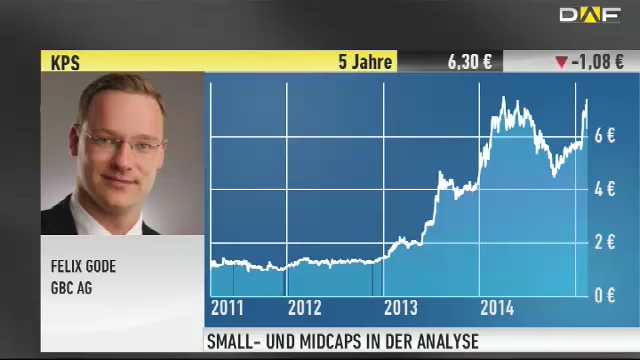 DAF
KPS 5 Jahre 6,30 € -1,08 €
6 €
4 €
2 €
0 €
2011 2012 2013 2014
FELIX GODE
GBC AG
SMALL- UND MIDCAPS IN DER ANALYSE